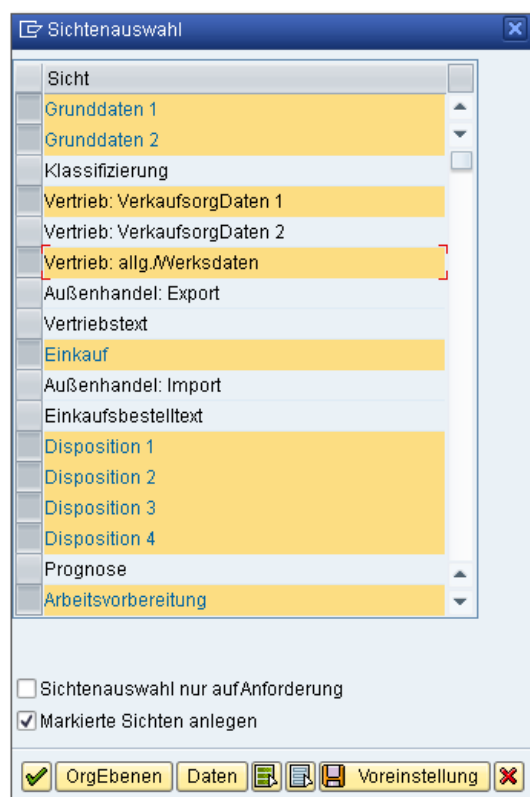 Sichtenauswahl
Sicht
Grunddaten 1
Grunddaten 2
Klassifizierung
Vertrieb: VerkaufsorgDaten 1
Vertrieb: VerkaufsorgDaten 2
Vertrieb: allg./Werksdaten
Außenhandel: Export
Vertriebstext
Einkauf
Außenhandel: Import
Einkaufsbestelltext
Disposition 1
Disposition 2
Disposition 3
Disposition 4
Prognose
Arbeitsvorbereitung
Sichtenauswahl nur auf Anforderung
Markierte Sichten anlegen
OrgEbenen Daten Voreinstellung